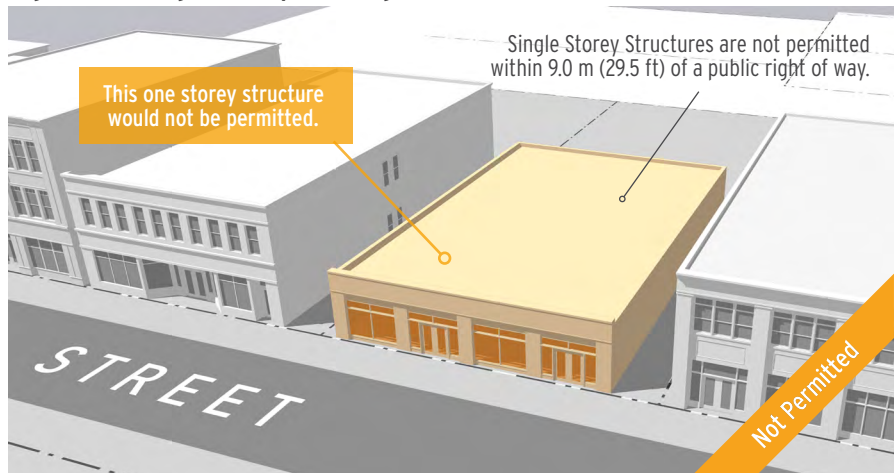 Single Storey Structures are not permitted
within 9.0 m (29.5 ft) of a public right of way.
This one storey structure
would not be permitted.
STREET
Not Permitted